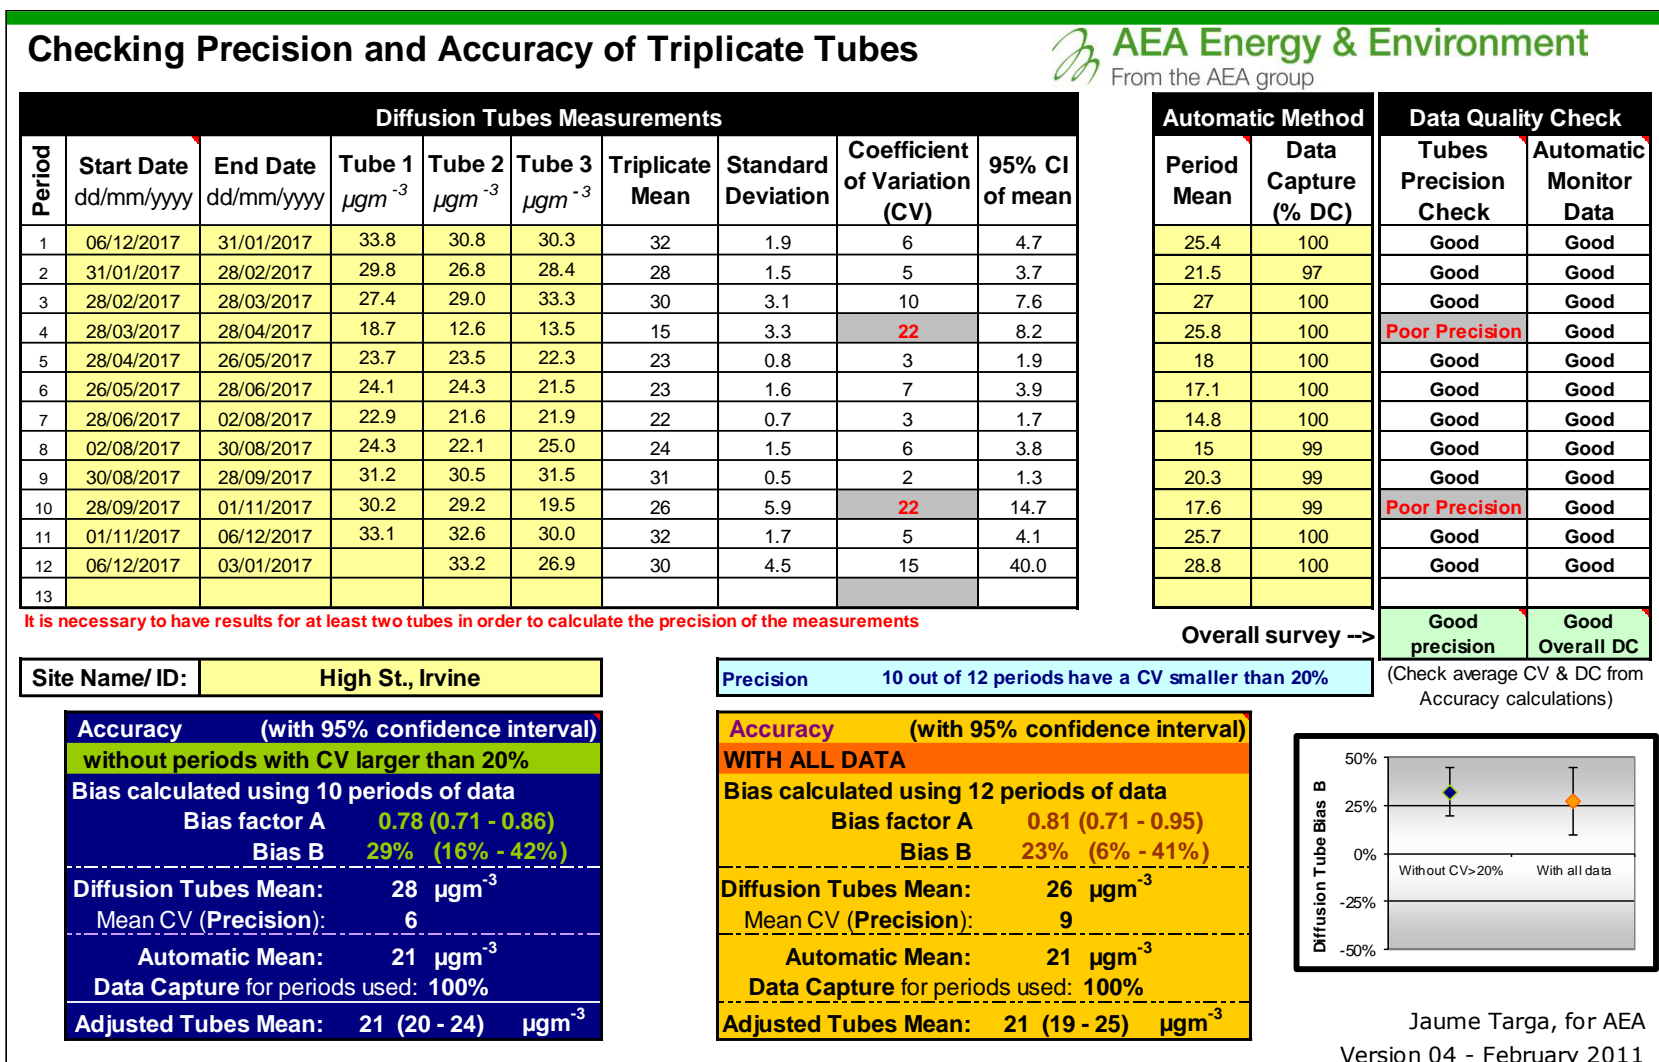 Checking Precision and Accuracy of Triplicate Tubes
AEA Energy & Environment
From the AEA group
Diffusion Tubes Measurements
Automatic Method
Data Quality Check
Period
Start Date dd/mm/yyyy
End Date dd/mm/yyyy
Tube 1 µgm -3
Tube 2 µgm -3
Tube 3 µgm -3
Triplicate Mean
Standard Deviation
Coefficient of Variation (CV)
95% CI of mean
Period Mean
Data Capture (% DC)
Tubes Precision Check
Automatic Monitor Data
1 06/12/2017 31/01/2017 33.8 30.8 30.3 32 1.9 6 4.7 25.4 100 Good Good
2 31/01/2017 28/02/2017 29.8 26.8 28.4 28 1.5 5 3.7 21.5 97 Good Good
3 28/02/2017 28/03/2017 27.4 29.0 33.3 30 3.1 10 7.6 27 100 Good Good
4 28/03/2017 28/04/2017 18.7 12.6 13.5 15 3.3 22 8.2 25.8 100 Poor Precision Good
5 28/04/2017 26/05/2017 23.7 23.5 22.3 23 0.8 3 1.9 18 100 Good Good
6 26/05/2017 28/06/2017 24.1 24.3 21.5 23 1.6 7 3.9 17.1 100 Good Good
7 28/06/2017 02/08/2017 22.9 21.6 21.9 22 0.7 3 1.7 14.8 100 Good Good
8 02/08/2017 30/08/2017 24.3 22.1 25.0 24 1.5 6 3.8 15 99 Good Good
9 30/08/2017 28/09/2017 31.2 30.5 31.5 31 0.5 2 1.3 20.3 99 Good Good
10 28/09/2017 01/11/2017 30.2 29.2 19.5 26 5.9 22 14.7 17.6 99 Poor Precision Good
11 01/11/2017 06/12/2017 33.1 32.6 30.0 32 1.7 5 4.1 25.7 100 Good Good
12 06/12/2017 03/01/2017 33.2 26.9 30 4.5 15 40.0 28.8 100 Good Good
13
It is necessary to have results for at least two tubes in order to calculate the precision of the measurements
Overall survey -->
Good precision
Good Overall DC
(Check average CV & DC from
Accuracy calculations)
Site Name/ ID: High St., Irvine
Precision 10 out of 12 periods have a CV smaller than 20%
Accuracy (with 95% confidence interval)
without periods with CV larger than 20%
Bias calculated using 10 periods of data
Bias factor A 0.78 (0.71 - 0.86)
Bias B 29% (16% - 42%)
Diffusion Tubes Mean: 28 µgm-3
Mean CV (Precision): 6
Automatic Mean: 21 µgm-3
Data Capture for periods used: 100%
Adjusted Tubes Mean: 21 (20 - 24) µgm-3
Accuracy (with 95% confidence interval)
WITH ALL DATA
Bias calculated using 12 periods of data
Bias factor A 0.81 (0.71 - 0.95)
Bias B 23% (6% - 41%)
Diffusion Tubes Mean: 26 µgm-3
Mean CV (Precision): 9
Automatic Mean: 21 µgm-3
Data Capture for periods used: 100%
Adjusted Tubes Mean: 21 (19 - 25) µgm-3
Diffusion Tube Bias B
50%
25%
0%
-25%
-50%
Without CV>20%
With all data
Jaume Targa, for AEA
Version 04 - February 2011